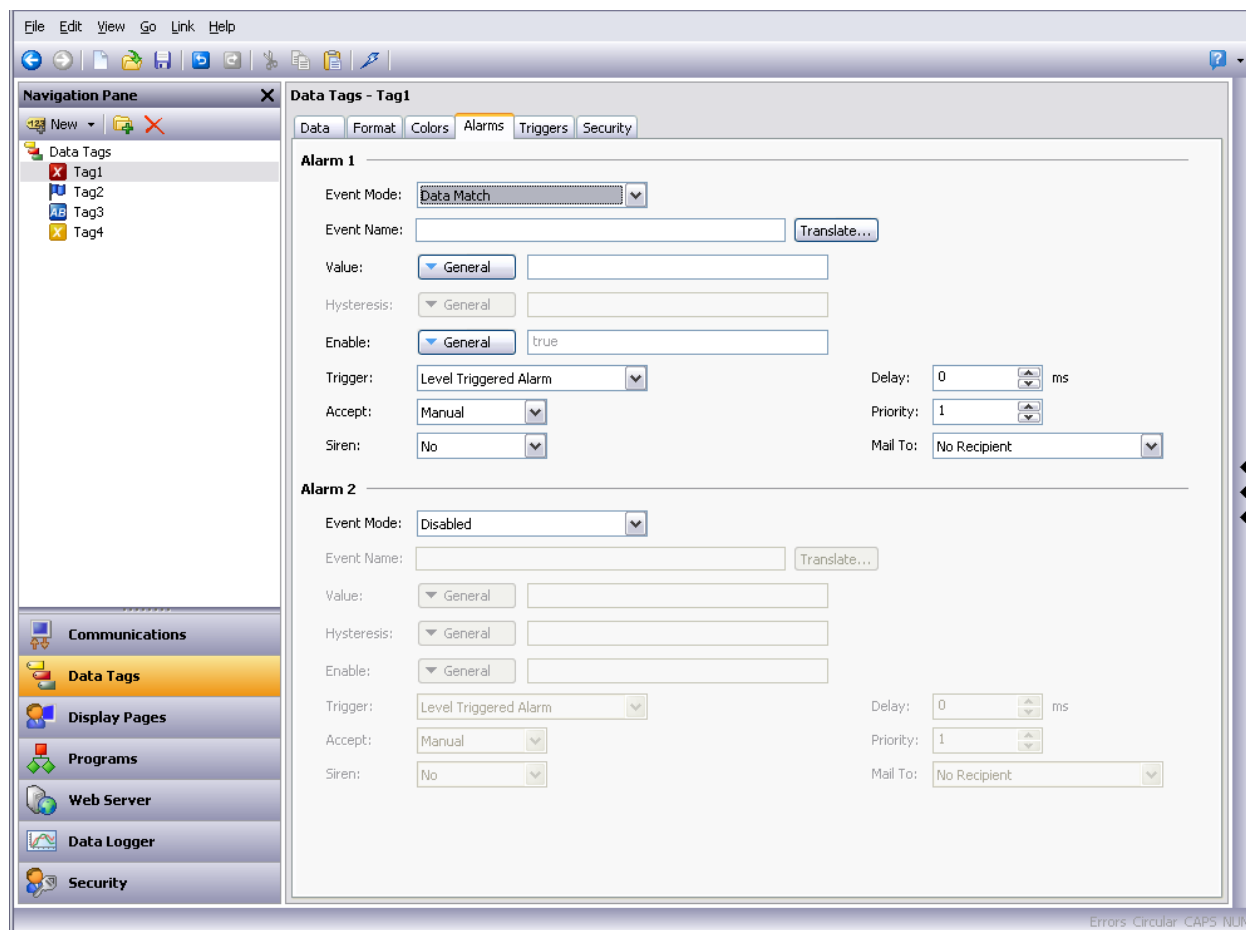 File Edit View Go Link Help
Navigation Pane
New
Data Tags
Tag1
Tag2
Tag3
Tag4
Communications
Data Tags
Display Pages
Programs
Web Server
Data Logger
Security
Data Tags - Tag1
Data Format Colors Alarms Triggers Security
Alarm 1
Event Mode: Data Match
Event Name: Translate...
Value: General
Hysteresis: General
Enable: General true
Trigger: Level Triggered Alarm Delay: 0 ms
Accept: Manual Priority: 1
Siren: No Mail To: No Recipient
Alarm 2
Event Mode: Disabled
Event Name: Translate...
Value: General
Hysteresis: General
Enable: General
Trigger: Level Triggered Alarm Delay: 0 ms
Accept: Manual Priority: 1
Siren: No Mail To: No Recipient
Errors Circular CAPS